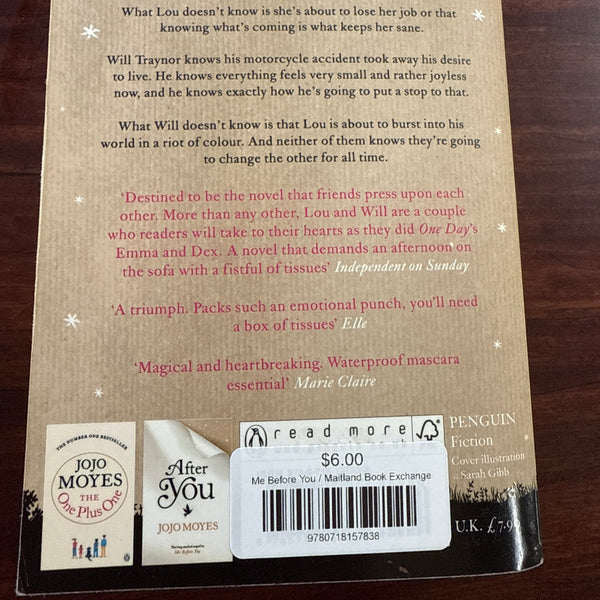 What Lou doesn't know is she's about to lose her job or that
knowing what's coming is what keeps her sane.
Will Traynor knows his motorcycle accident took away his desire
to live. He knows everything feels very small and rather joyless
now, and he knows exactly how he's going to put a stop to that.
What Will doesn't know is that Lou is about to burst into his
world in a riot of colour. And neither of them knows they're going
to change the other for all time.
'Destined to be the novel that friends press upon each
other. More than any other, Lou and Will are a couple
who readers will take to their hearts as they did One Day's
Emma and Dex. A novel that demands an afternoon on
the sofa with a fistful of tissues' Independent on Sunday
'A triumph. Packs such an emotional punch, you'll need
a box of tissues' Elle
'Magical and heartbreaking. Waterproof mascara
essential' Marie Claire
THE NUMBER ONE BESTSELLER
JOJO
MOYES
THE
One Plus One
After
You
JOJO MOYES
The long-awaited sequel to
Me Before You
read more
$6.00
Me Before You / Maitland Book Exchange
9780718157838
PENGUIN
Fiction
Cover illustration
Sarah Gibb
U.K. £7.99